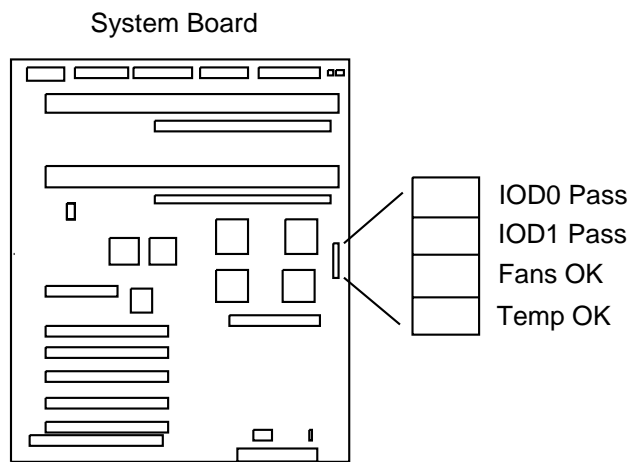 System Board
IOD0 Pass
IOD1 Pass
Fans OK
Temp OK